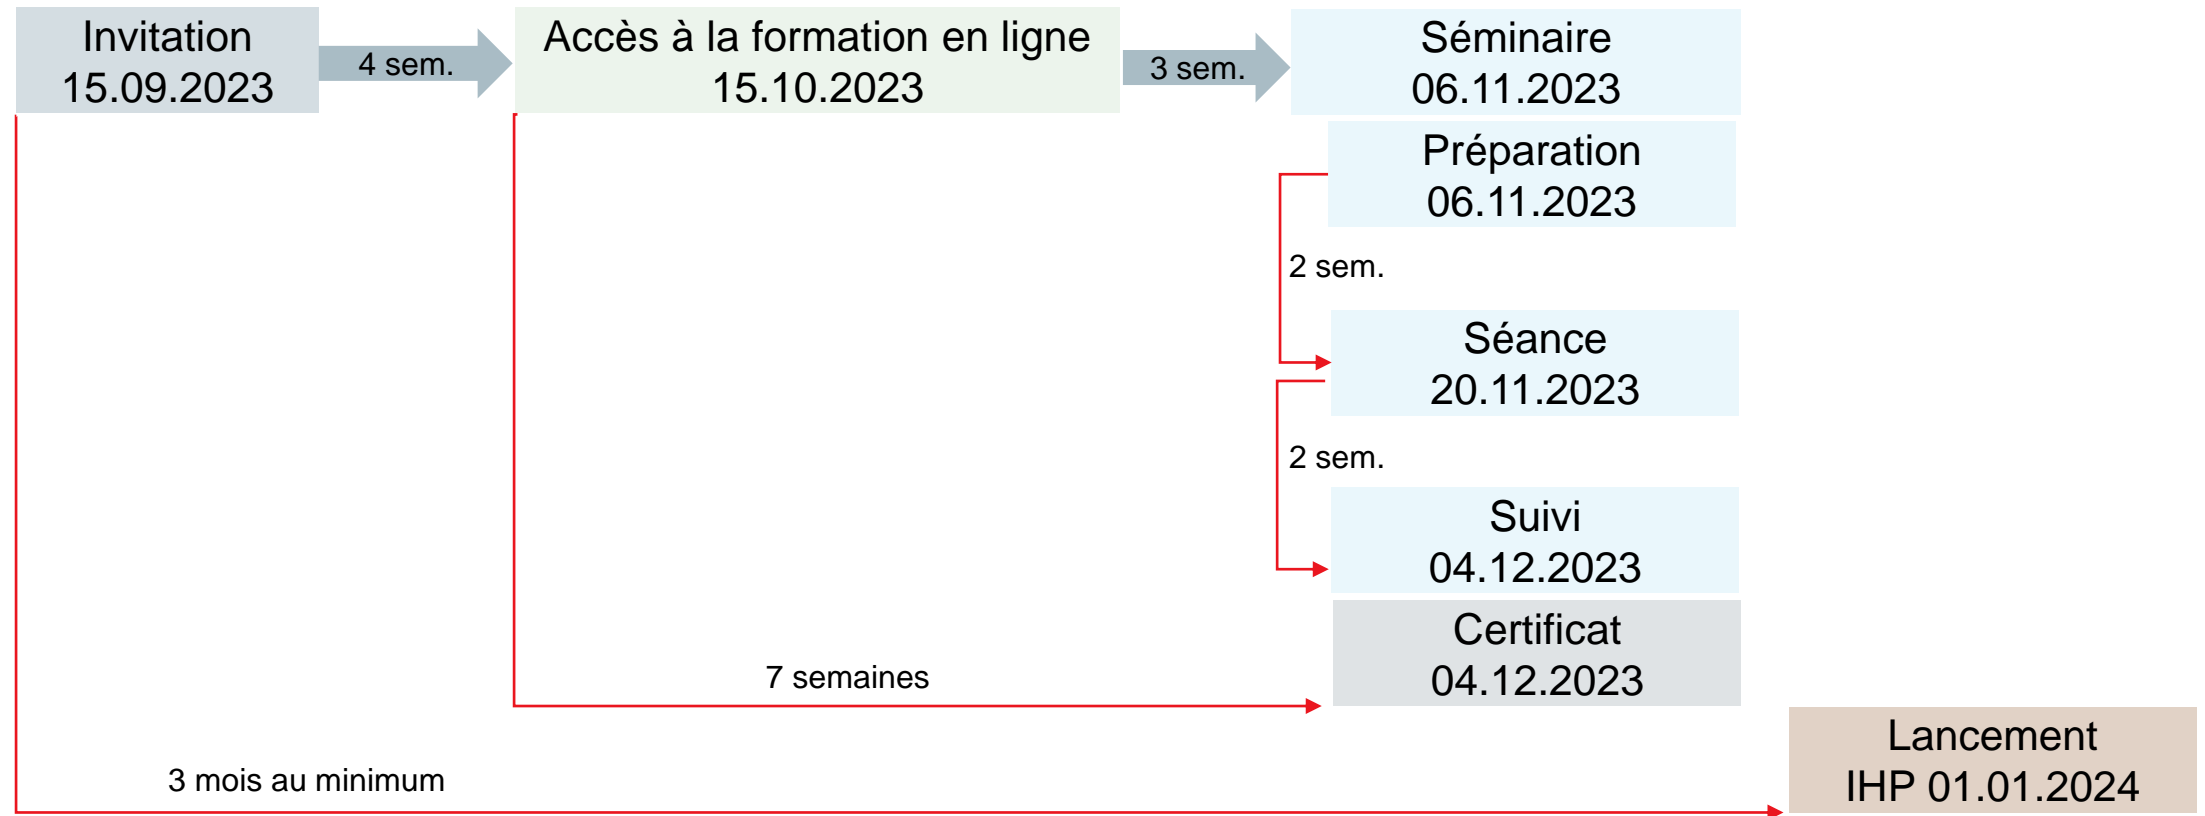 Invitation
15.09.2023
4 sem.
Accès à la formation en ligne
15.10.2023
3 sem.
Séminaire
06.11.2023
Préparation
06.11.2023
2 sem.
Séance
20.11.2023
2 sem.
Suivi
04.12.2023
Certificat
04.12.2023
7 semaines
Lancement
IHP 01.01.2024
3 mois au minimum